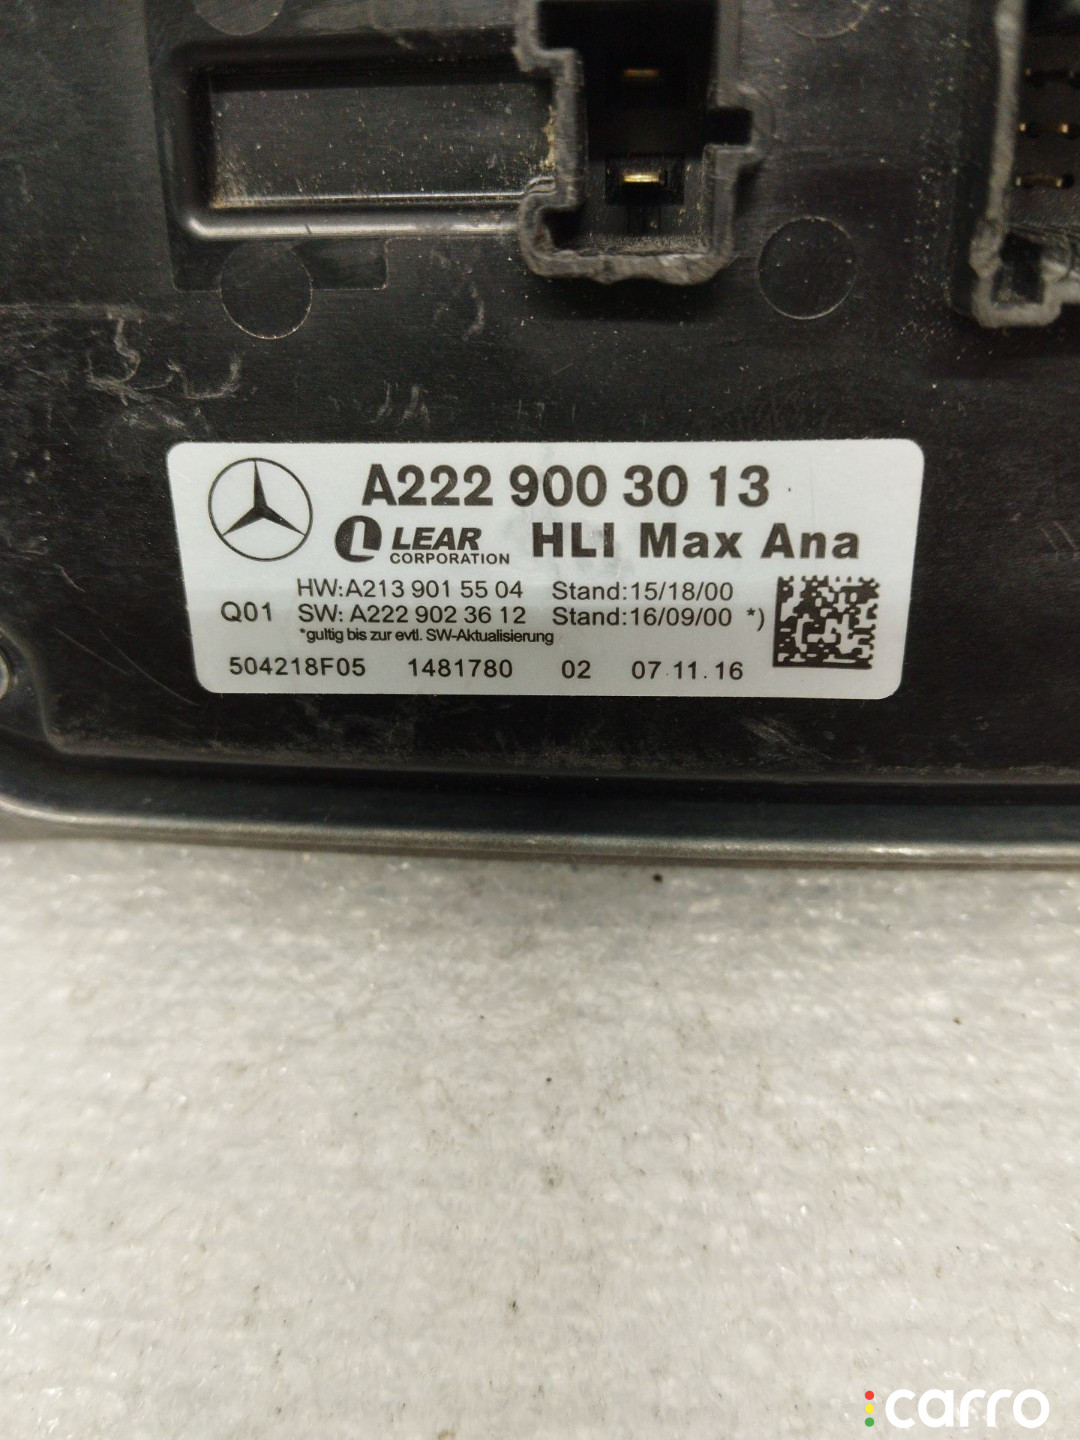 A222 900 30 13
LEAR
CORPORATION
HLI Max Ana
HW:A213 901 55 04 Stand:15/18/00
Q01 SW: A222 902 36 12 Stand:16/09/00 *)
*gultig bis zur evtl. SW-Aktualisierung
504218F05 1481780 02 07.11.16
carro